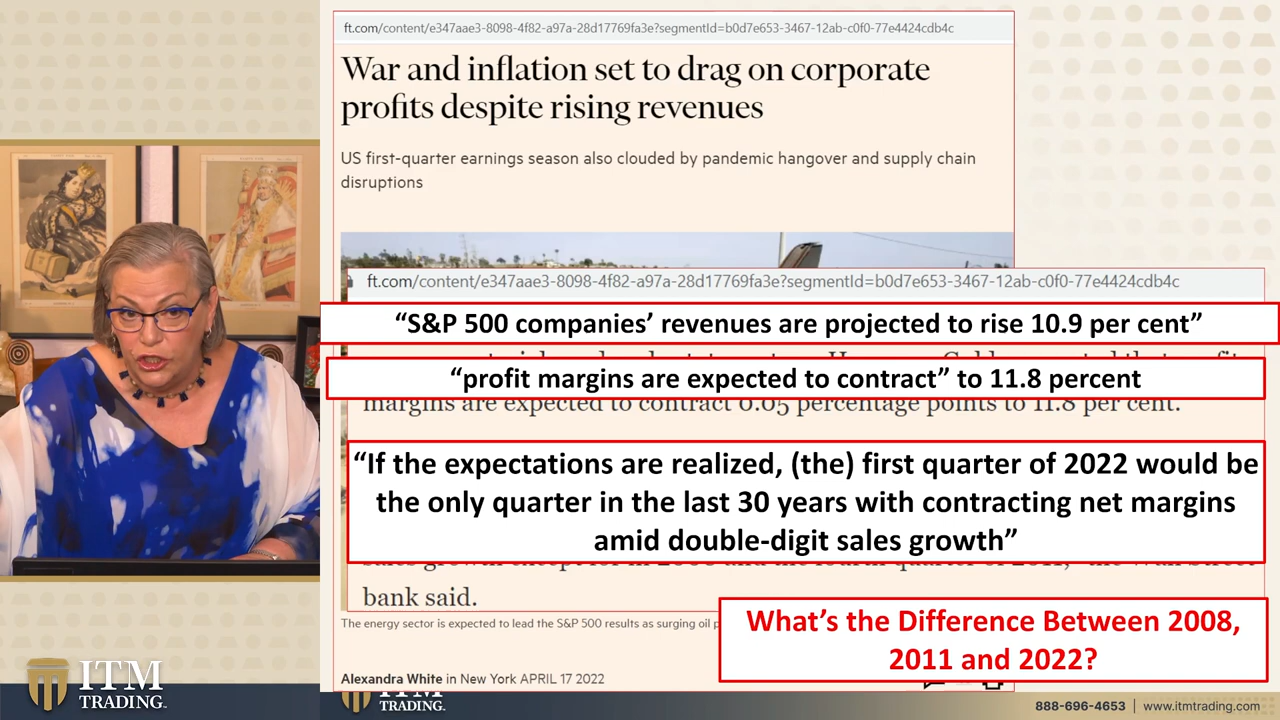 ft.com/content/e347aae3-8098-4f82-a97a-28d17769fa3e?segmentId=b0d7e653-3467-12ab-c0f0-77e4424cdb4c
War and inflation set to drag on corporate
profits despite rising revenues
US first-quarter earnings season also clouded by pandemic hangover and supply chain
disruptions
ft.com/content/e347aae3-8098-4f82-a97a-28d17769fa3e?segmentId=b0d7e653-3467-12ab-c0f0-77e4424cdb4c
“S&P 500 companies’ revenues are projected to rise 10.9 per cent”
“profit margins are expected to contract” to 11.8 percent
margins are expected to contract 0.05 percentage points to 11.8 per cent.
“If the expectations are realized, (the) first quarter of 2022 would be
the only quarter in the last 30 years with contracting net margins
amid double-digit sales growth”
bank said.
The energy sector is expected to lead the S&P 500 results as surging oil
What’s the Difference Between 2008,
2011 and 2022?
Alexandra White in New York APRIL 17 2022
ITM
TRADING
ITM
TRADING
888-696-4653 | www.itmtrading.com